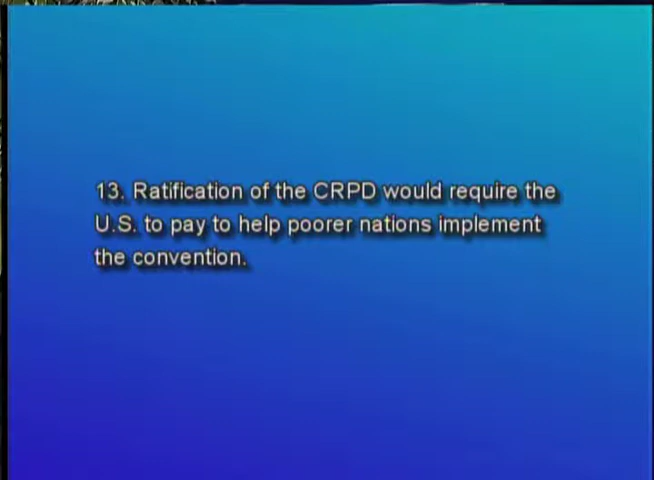 13. Ratification of the CRPD would require the
U.S. to pay to help poorer nations implement
the convention.